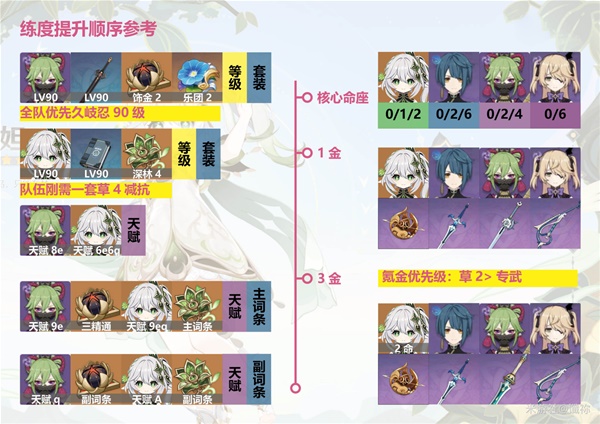 练度提升顺序参考
LV90 LV90 饰金 2 乐团 2 等级 套装
全队优先久岐忍 90 级
LV90 LV90 深林 4 等级 套装
队伍刚需一套草 4 减抗
天赋 8e 天赋 6e6q 天赋
天赋 9e 三精通 天赋 9eq 主词条 天赋 主词条
天赋 q 副词条 天赋 A 副词条 天赋 副词条
核心命座
1 金
3 金
0/1/2 0/2/6 0/2/4 0/6
氪金优先级：草 2> 专武
2 命